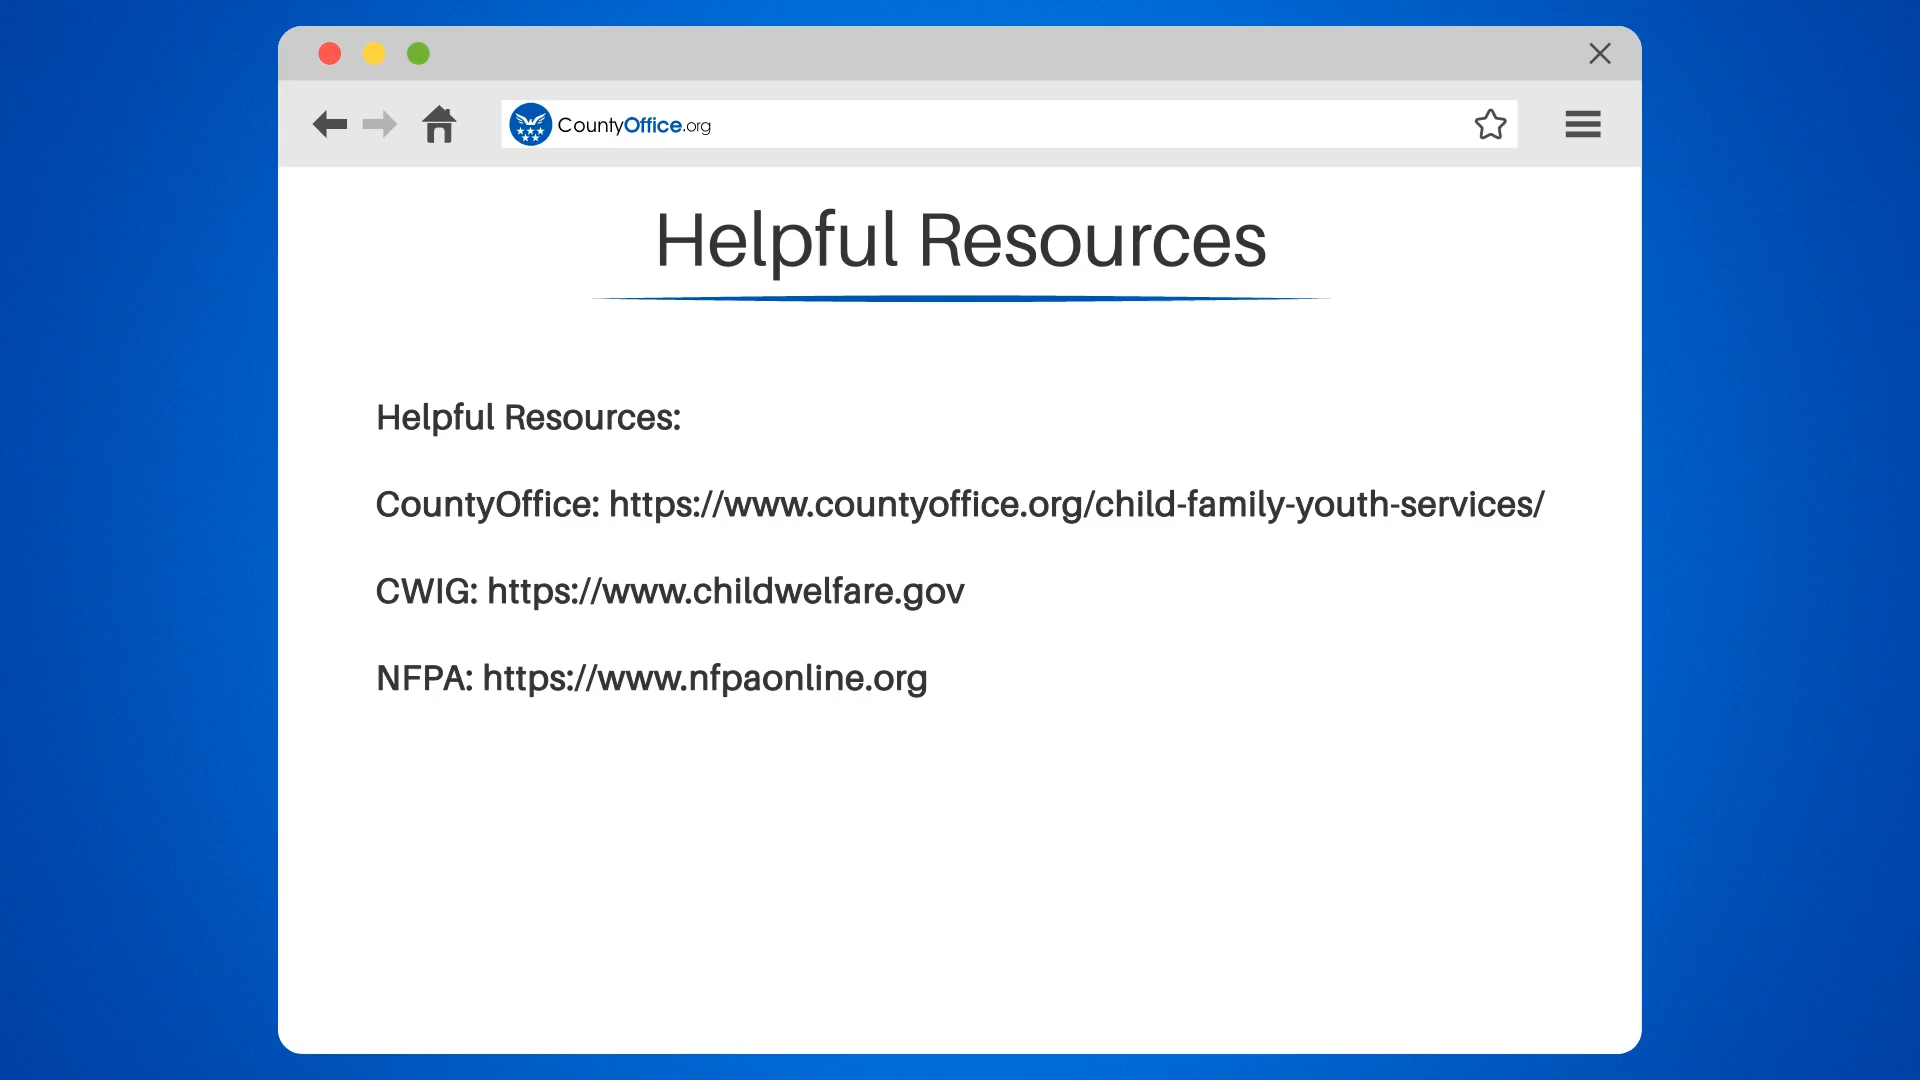 CountyOffice.org
Helpful Resources
Helpful Resources:
CountyOffice: https://www.countyoffice.org/child-family-youth-services/
CWIG: https://www.childwelfare.gov
NFPA: https://www.nfpaonline.org